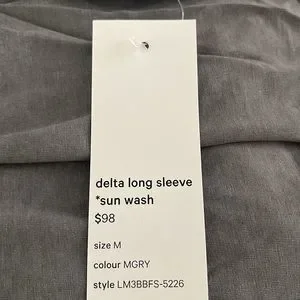 delta long sleeve
*sun wash
$98
size M
colour MGRY
style LM3BBFS-5226